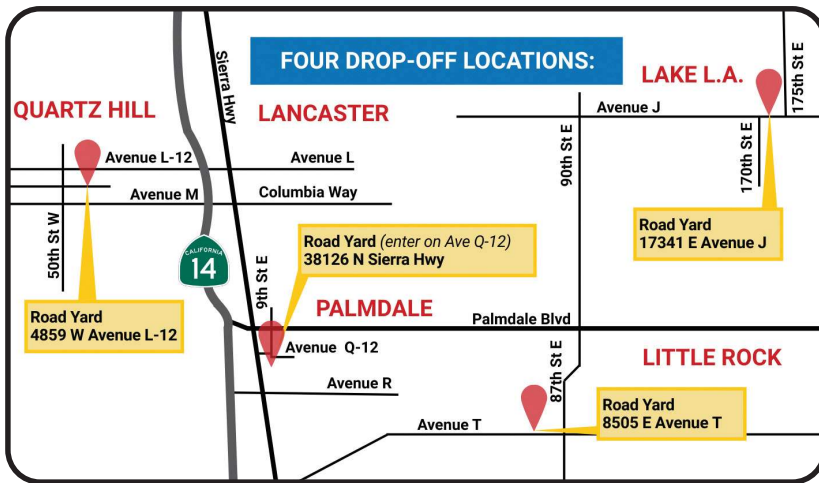 FOUR DROP-OFF LOCATIONS:
QUARTZ HILL
Sierra Hwy
LANCASTER
LAKE L.A.
175th St E
Avenue J
Avenue L-12
Avenue L
90th St E
170th St E
Avenue M
Columbia Way
50th St W
CALIFORNIA
14
9th St E
Road Yard (enter on Ave Q-12)
38126 N Sierra Hwy
Road Yard
17341 E Avenue J
Road Yard
4859 W Avenue L-12
PALMDALE
Palmdale Blvd
Avenue Q-12
87th St E
LITTLE ROCK
Avenue R
Road Yard
8505 E Avenue T
Avenue T